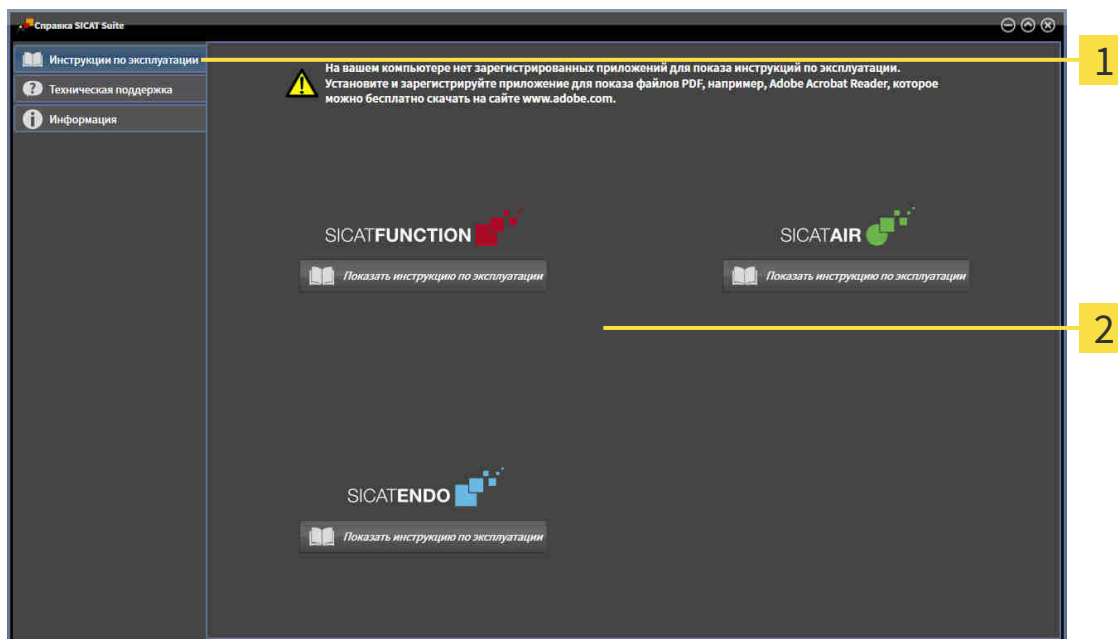 Справка SICAT Suite
Инструкции по эксплуатации
Техническая поддержка
Информация
На вашем компьютере нет зарегистрированных приложений для показа инструкций по эксплуатации.
Установите и зарегистрируйте приложение для показа файлов PDF, например, Adobe Acrobat Reader, которое
можно бесплатно скачать на сайте www.adobe.com.
SICATFUNCTION
Показать инструкцию по эксплуатации
SICATAIR
Показать инструкцию по эксплуатации
SICATENDO
Показать инструкцию по эксплуатации
1
2